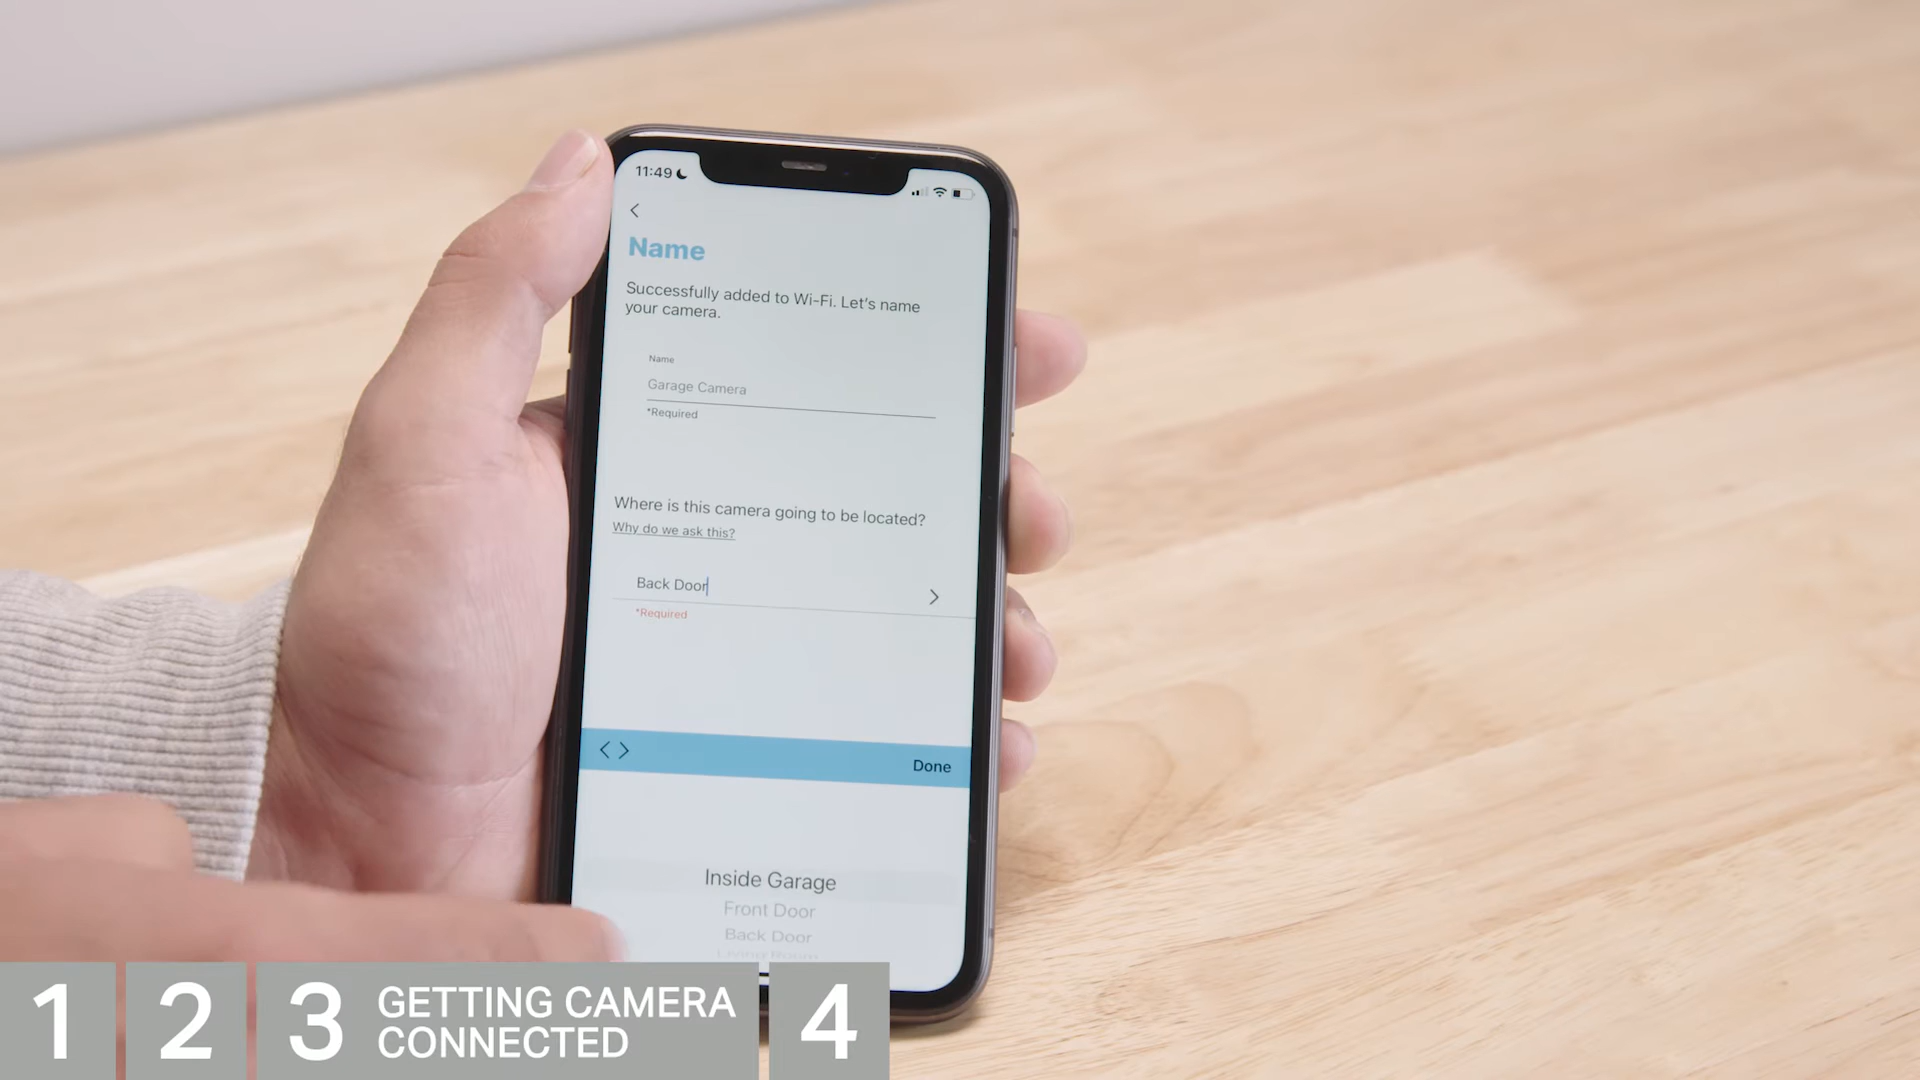 11:49
Name
Successfully added to Wi-Fi. Let's name
your camera.
Name
Garage Camera
*Required
Where is this camera going to be located?
Why do we ask this?
Back Door
*Required
Done
Inside Garage
Front Door
Back Door
Living Room
1 2 3 GETTING CAMERA
CONNECTED
4